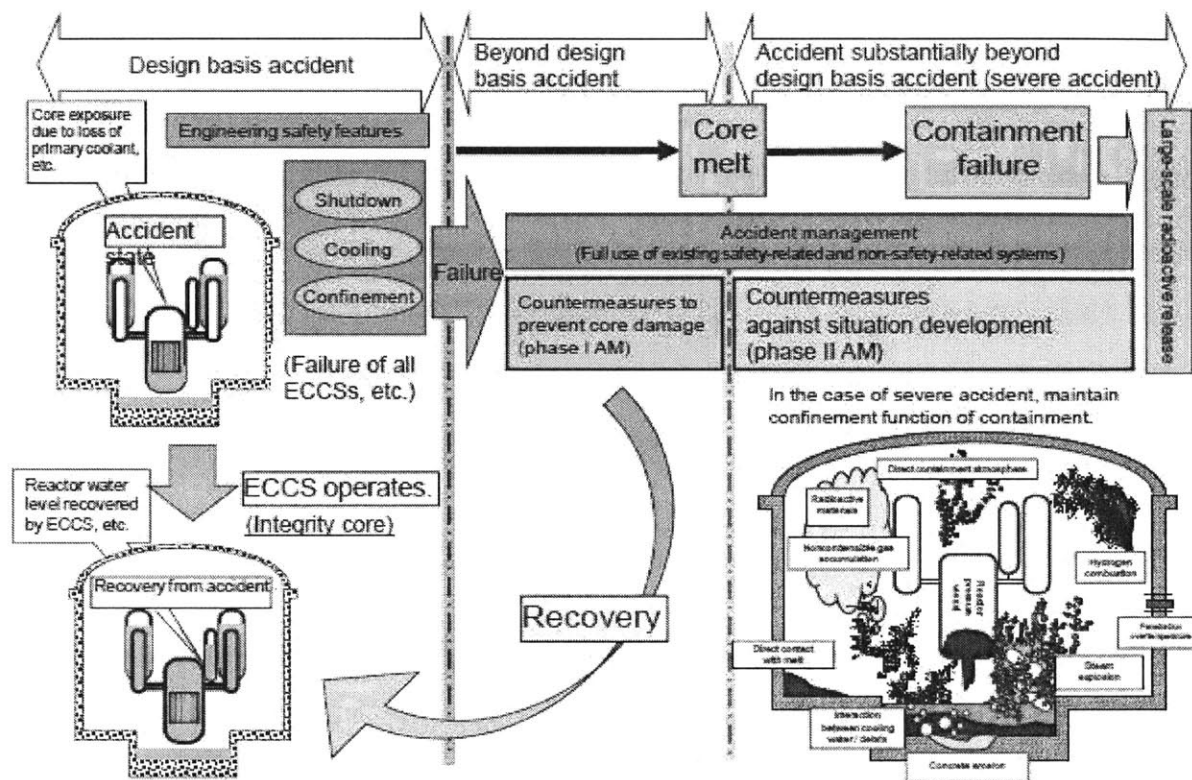 Design basis accident
Beyond design
basis accident
Accident substantially beyond
design basis accident (severe accident)
Core exposure
due to loss of
primary coolant,
etc.
Engineering safety features
Shutdown
Cooling
Confinement
Accident
state
Failure
Core
melt
Containment
failure
Large-scale radioactive release
Accident management
(Full use of existing safety-related and non-safety-related systems)
Countermeasures to
prevent core damage
(phase I AM)
Countermeasures
against situation development
(phase II AM)
(Failure of all
ECCSs, etc.)
In the case of severe accident, maintain
confinement function of containment.
Reactor water
level recovered
by ECCS, etc.
ECCS operates.
(Integrity core)
Recovery from accident
Recovery
Direct containment atmosphere
Radioactive
materials
Noncondensible gas
accumulation
Hydrogen
combustion
Reactor
pressure
vessel
Penetration
overtemperature
Direct contact
with melt
Steam
explosion
Interaction
between cooling
water / debris
Concrete erosion